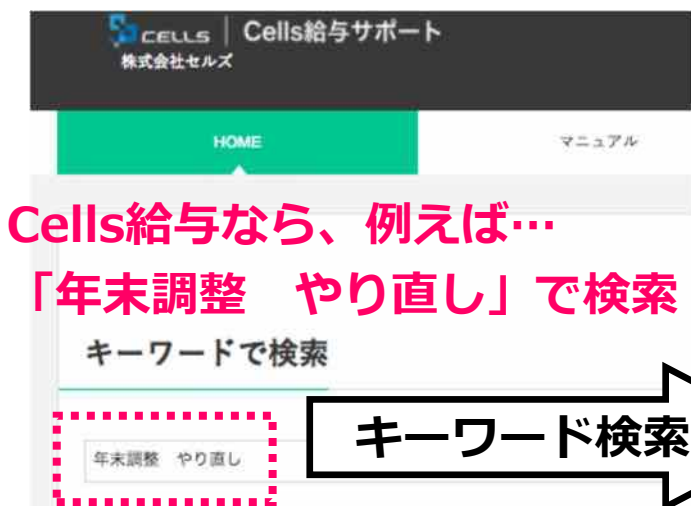 CELLS Cells給与サポート
株式会社セルズ
HOME マニュアル
Cells給与なら、例えば…
「年末調整　やり直し」で検索
キーワードで検索
年末調整　やり直し
キーワード検索